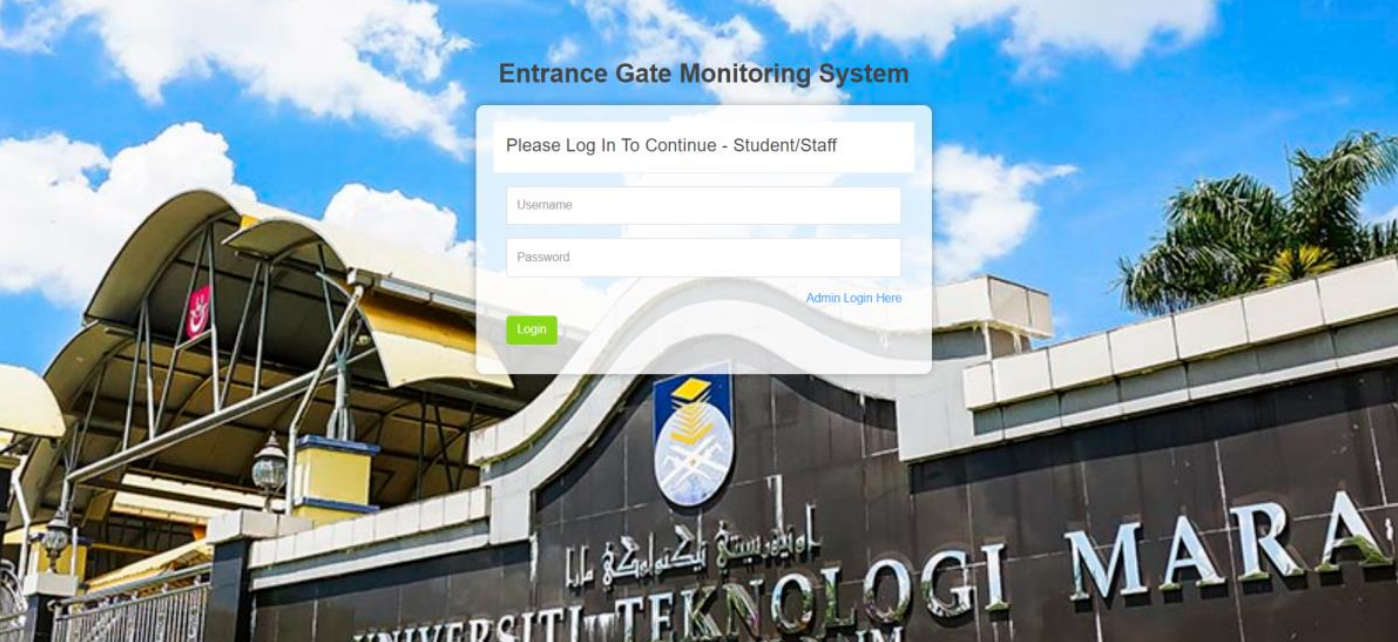 Entrance Gate Monitoring System
Please Log In To Continue - Student/Staff
Username
Password
Admin Login Here
Login
اونيۏرسيتي تيكنولوڬي مارا
UNIVERSITI TEKNOLOGI MARA